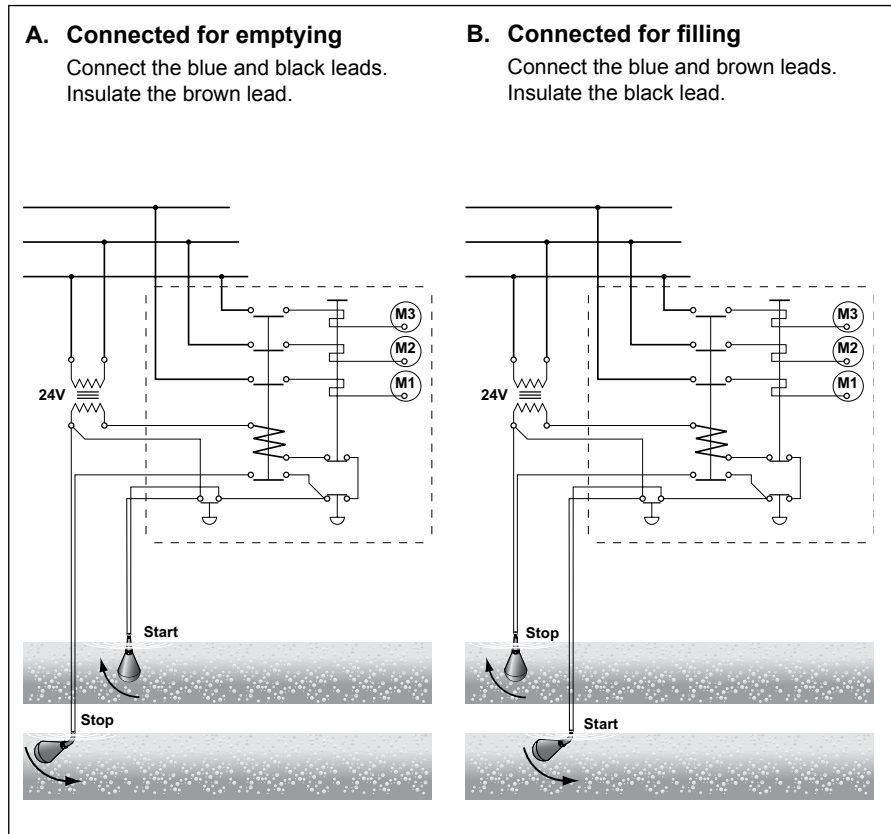 A. Connected for emptying
Connect the blue and black leads.
Insulate the brown lead.
M3
M2
M1
24V
Start
Stop
B. Connected for filling
Connect the blue and brown leads.
Insulate the black lead.
M3
M2
M1
24V
Stop
Start